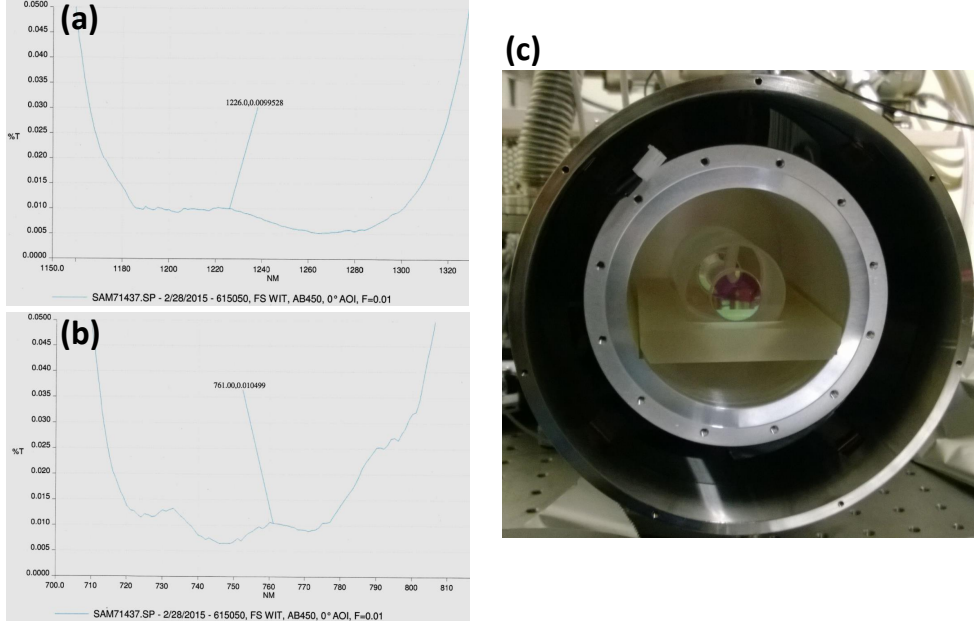 (a)
0.0500
0.045
0.040
0.035
0.030
%T
0.025
0.020
0.015
0.010
0.005
0.0000
1226.0,0.0099528
1150.0 1180 1200 1220 1240 1260 1280 1300 1320
NM
SAM71437.SP - 2/28/2015 - 615050, FS WIT, AB450, 0° AOI, F=0.01
(b)
0.0500
0.045
0.040
0.035
0.030
%T
0.025
0.020
0.015
0.010
0.005
0.0000
761.00,0.010499
700.0 710 720 730 740 750 760 770 780 790 800 810
NM
SAM71437.SP - 2/28/2015 - 615050, FS WIT, AB450, 0° AOI, F=0.01
(c)